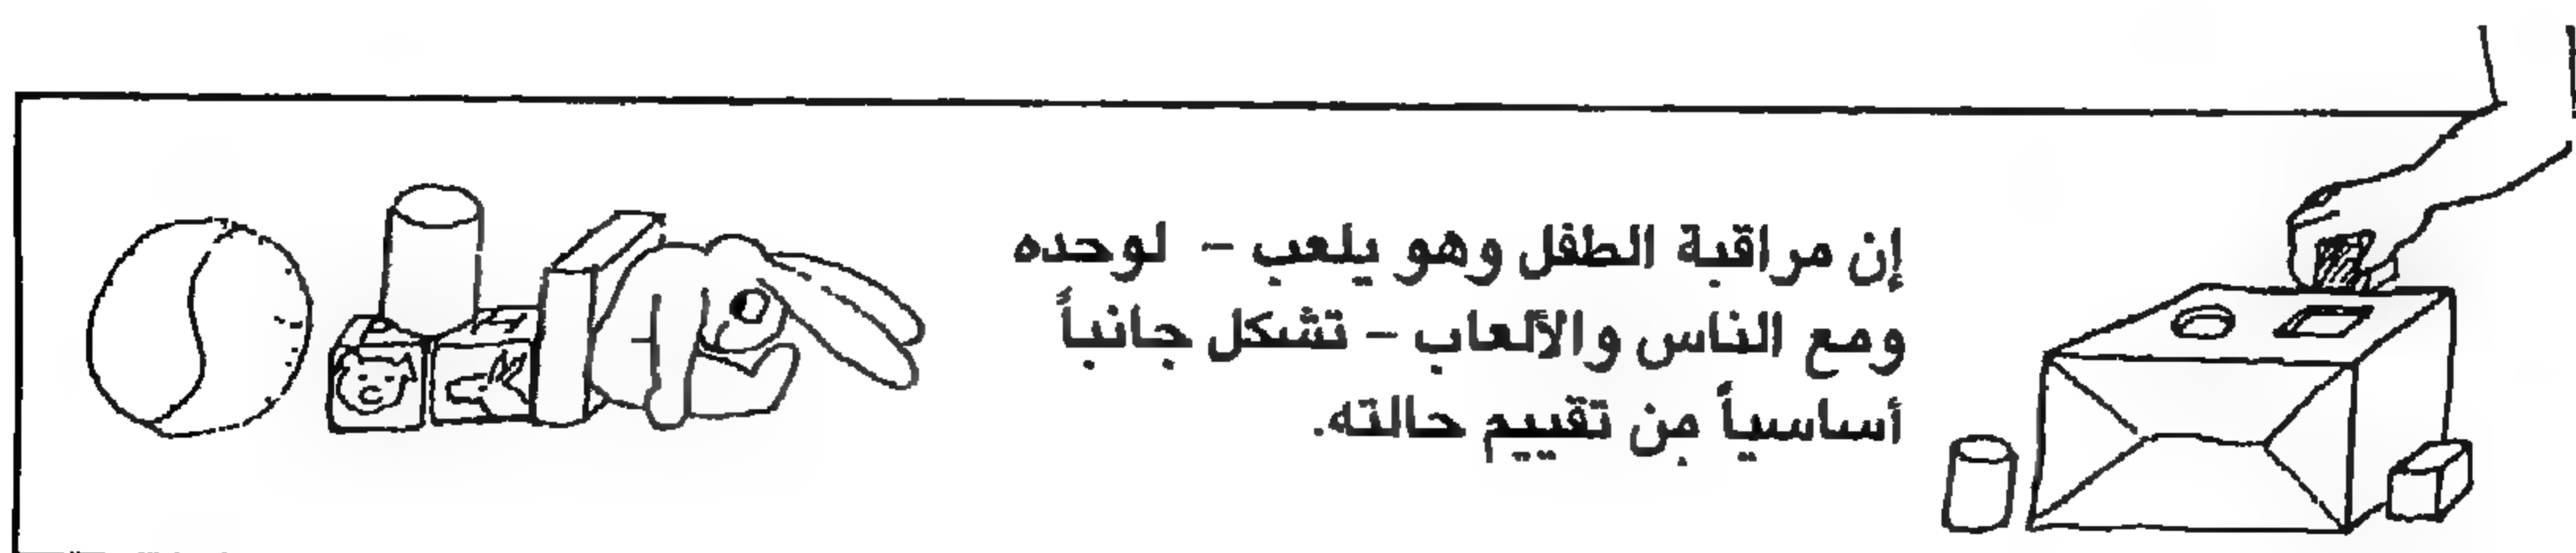 إن مراقبة الطفل وهو يلعب – لوحده
ومع الناس والألعاب – تشكل جانباً
أساسياً من تقييم حالته.